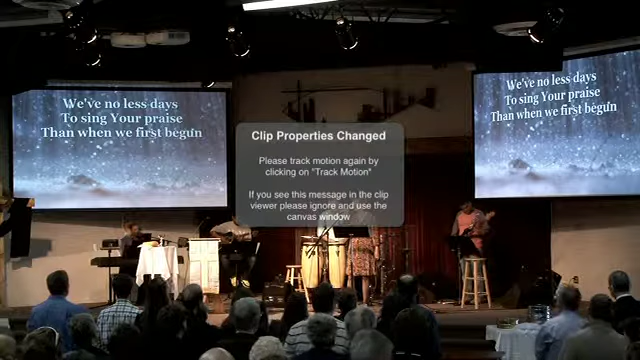 We've no less days
To sing Your praise
Than when we first begun
Clip Properties Changed
Please track motion again by
clicking on "Track Motion"
If you see this message in the clip
viewer please ignore and use the
canvas window
We've no less days
To sing Your praise
Than when we first begun